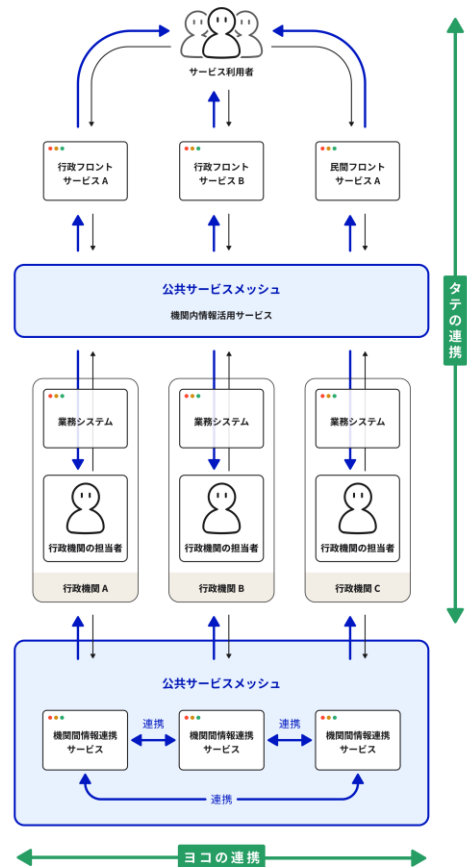 サービス利用者
行政フロント
サービス A
行政フロント
サービス B
民間フロント
サービス A
公共サービスメッシュ
機関内情報活用サービス
タテの連携
業務システム
業務システム
業務システム
行政機関の担当者
行政機関の担当者
行政機関の担当者
行政機関 A
行政機関 B
行政機関 C
公共サービスメッシュ
機関間情報連携
サービス
連携
機関間情報連携
サービス
連携
機関間情報連携
サービス
連携
ヨコの連携